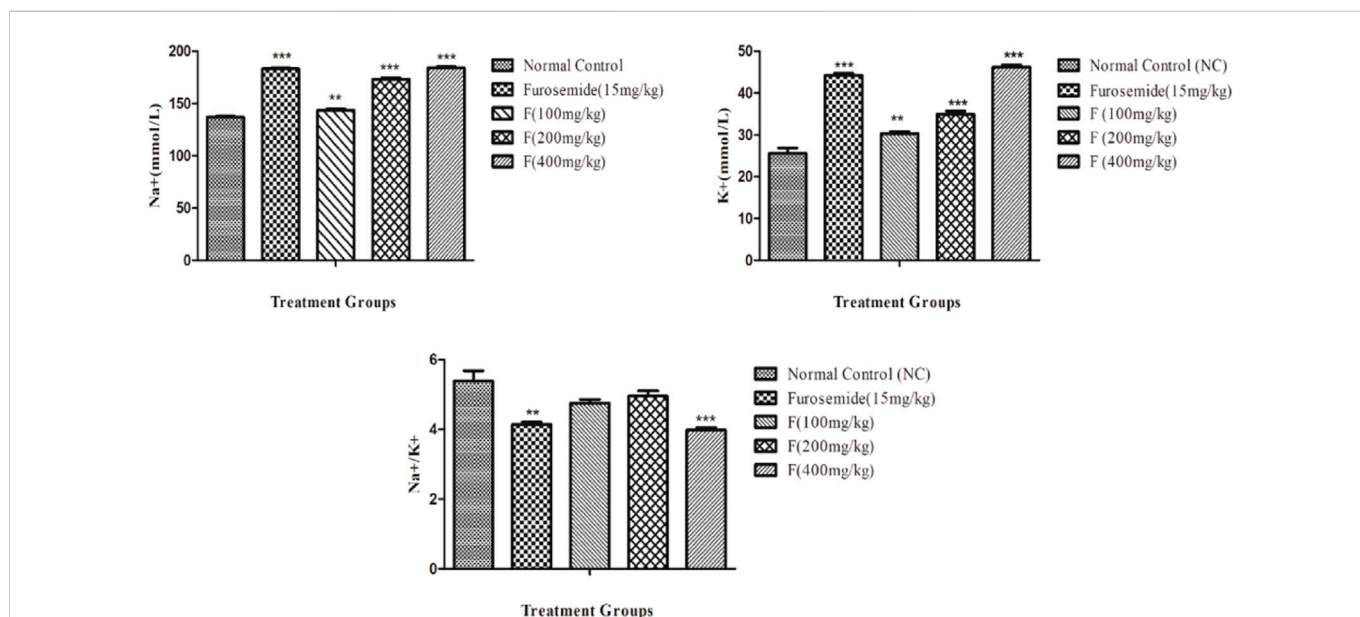 200
150
100
50
0
Na+(mmol/L)
***
**
***
***
Treatment Groups
Normal Control
Furosemide(15mg/kg)
F(100mg/kg)
F(200mg/kg)
F(400mg/kg)
50
40
30
20
10
0
K+(mmol/L)
***
**
***
***
Treatment Groups
Normal Control (NC)
Furosemide(15mg/kg)
F (100mg/kg)
F (200mg/kg)
F (400mg/kg)
6
4
2
0
Na+/K+
**
***
Treatment Groups
Normal Control (NC)
Furosemide(15mg/kg)
F(100mg/kg)
F(200mg/kg)
F(400mg/kg)